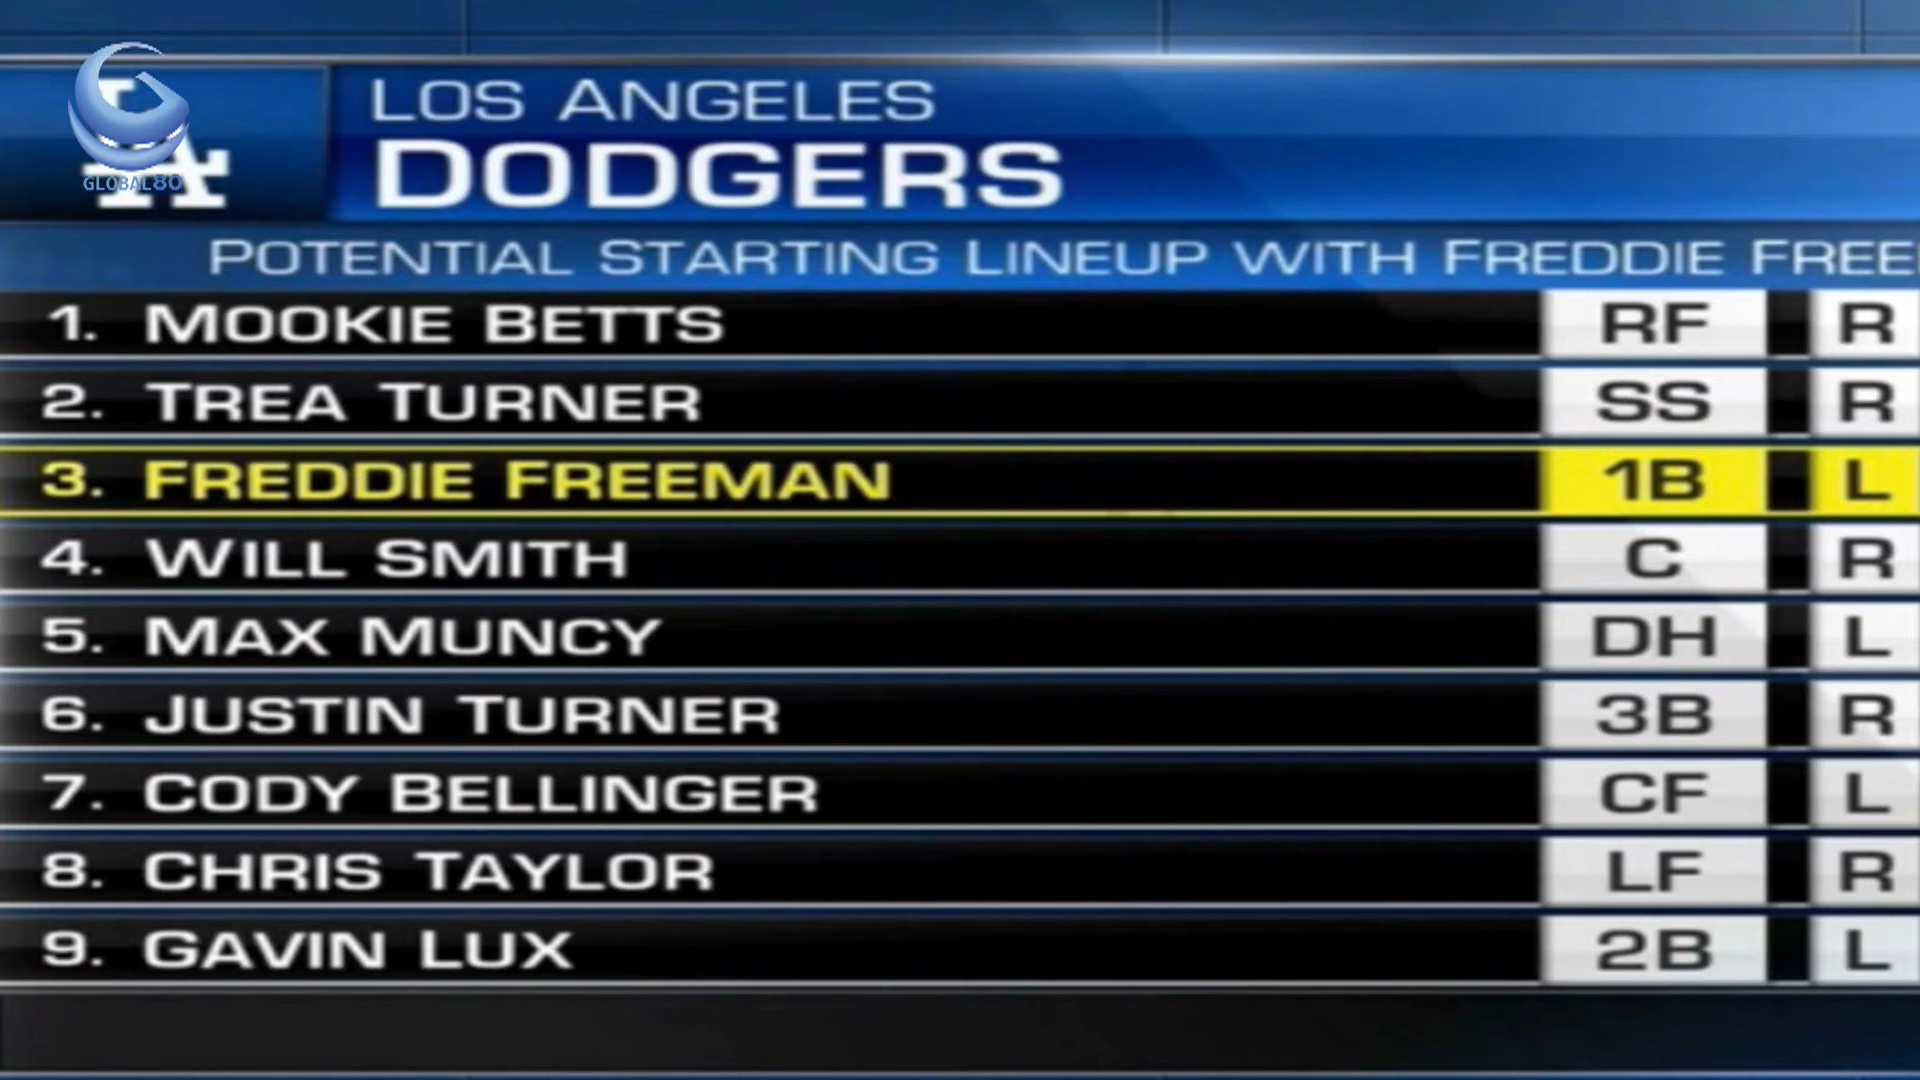 LA
GLOBAL80
LOS ANGELES
DODGERS
POTENTIAL STARTING LINEUP WITH FREDDIE FREE
1. MOOKIE BETTS RF R
2. TREA TURNER SS R
3. FREDDIE FREEMAN 1B L
4. WILL SMITH C R
5. MAX MUNCY DH L
6. JUSTIN TURNER 3B R
7. CODY BELLINGER CF L
8. CHRIS TAYLOR LF R
9. GAVIN LUX 2B L